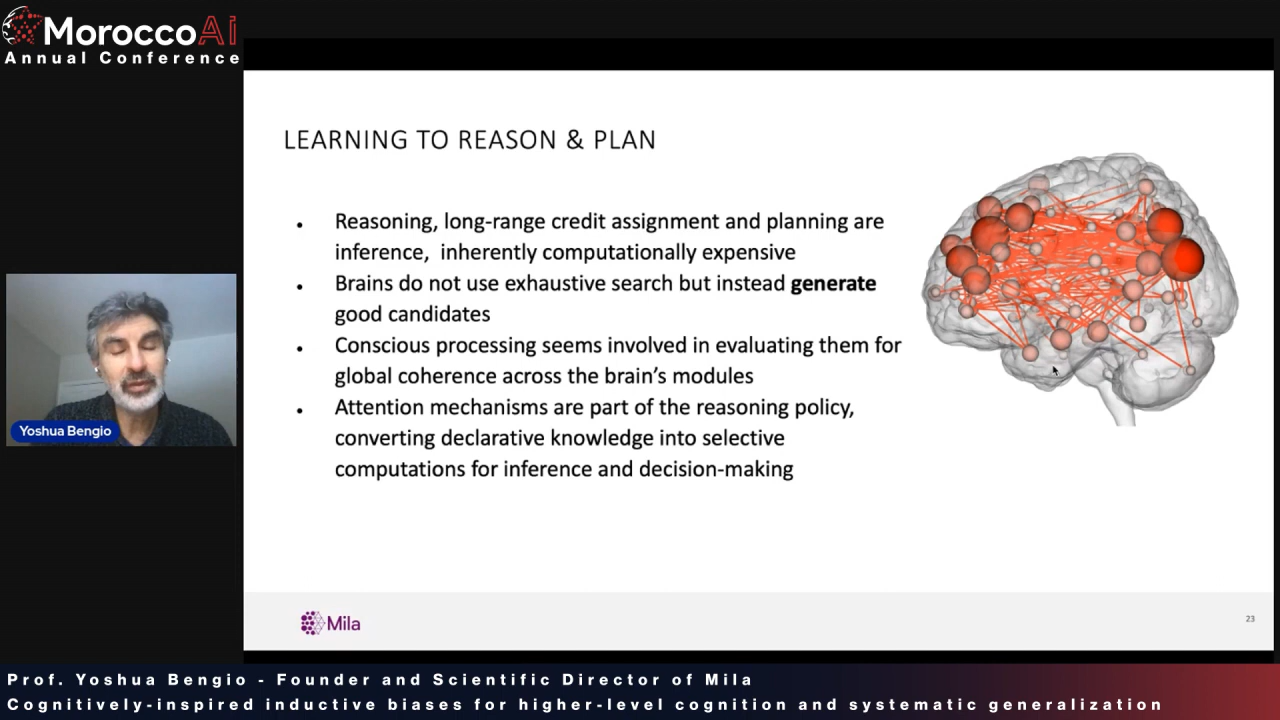 MoroccoAi
Annual Conference
LEARNING TO REASON & PLAN
• Reasoning, long-range credit assignment and planning are
inference, inherently computationally expensive
• Brains do not use exhaustive search but instead generate
good candidates
• Conscious processing seems involved in evaluating them for
global coherence across the brain's modules
• Attention mechanisms are part of the reasoning policy,
converting declarative knowledge into selective
computations for inference and decision-making
Yoshua Bengio
Mila
23
Prof. Yoshua Bengio - Founder and Scientific Director of Mila
Cognitively-inspired inductive biases for higher-level cognition and systematic generalization